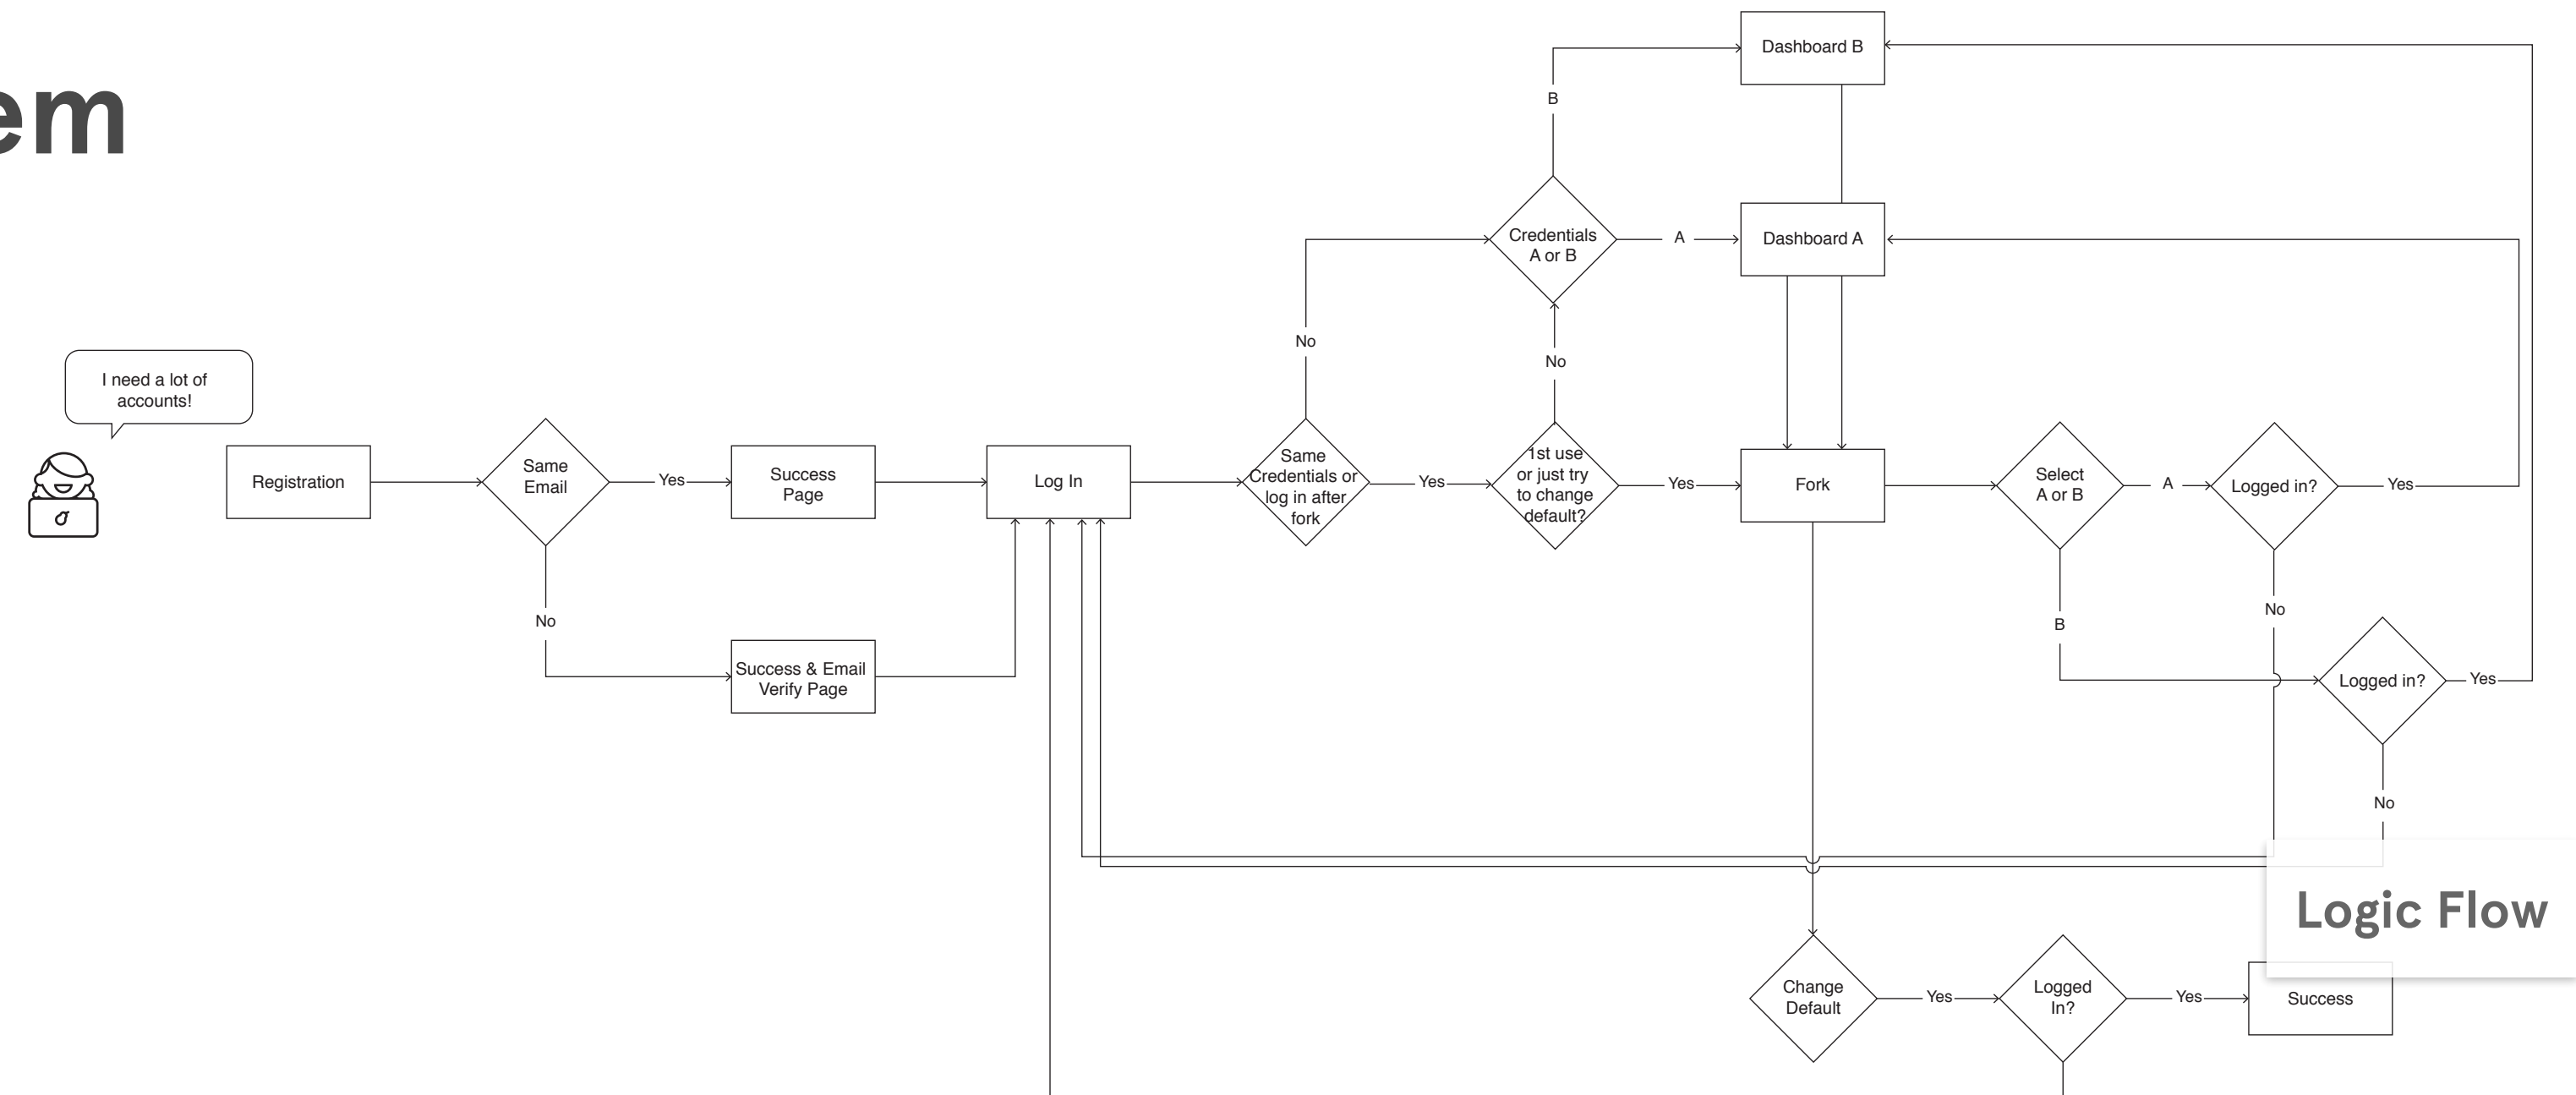 em
I need a lot of
accounts!
Registration
Same
Email
Yes
No
Success
Page
Success & Email
Verify Page
Log In
Same
Credentials or
log in after
fork
No
Yes
1st use
or just try
to change
default?
No
Yes
Credentials
A or B
B
A
Dashboard B
Dashboard A
Fork
Select
A or B
A
B
Logged in?
Yes
No
Logged in?
Yes
No
Change
Default
Yes
Logged
In?
Yes
Success
Logic Flow